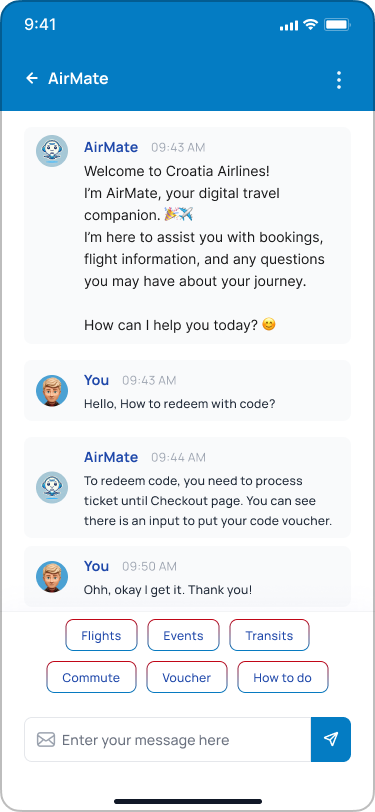 9:41
AirMate
AirMate 09:43 AM
Welcome to Croatia Airlines!
I’m AirMate, your digital travel
companion. 🎉✈️
I’m here to assist you with bookings,
flight information, and any questions
you may have about your journey.
How can I help you today? 😊
You 09:43 AM
Hello, How to redeem with code?
AirMate 09:44 AM
To redeem code, you need to process
ticket until Checkout page. You can see
there is an input to put your code voucher.
You 09:50 AM
Ohh, okay I get it. Thank you!
Flights Events Transits
Commute Voucher How to do
Enter your message here